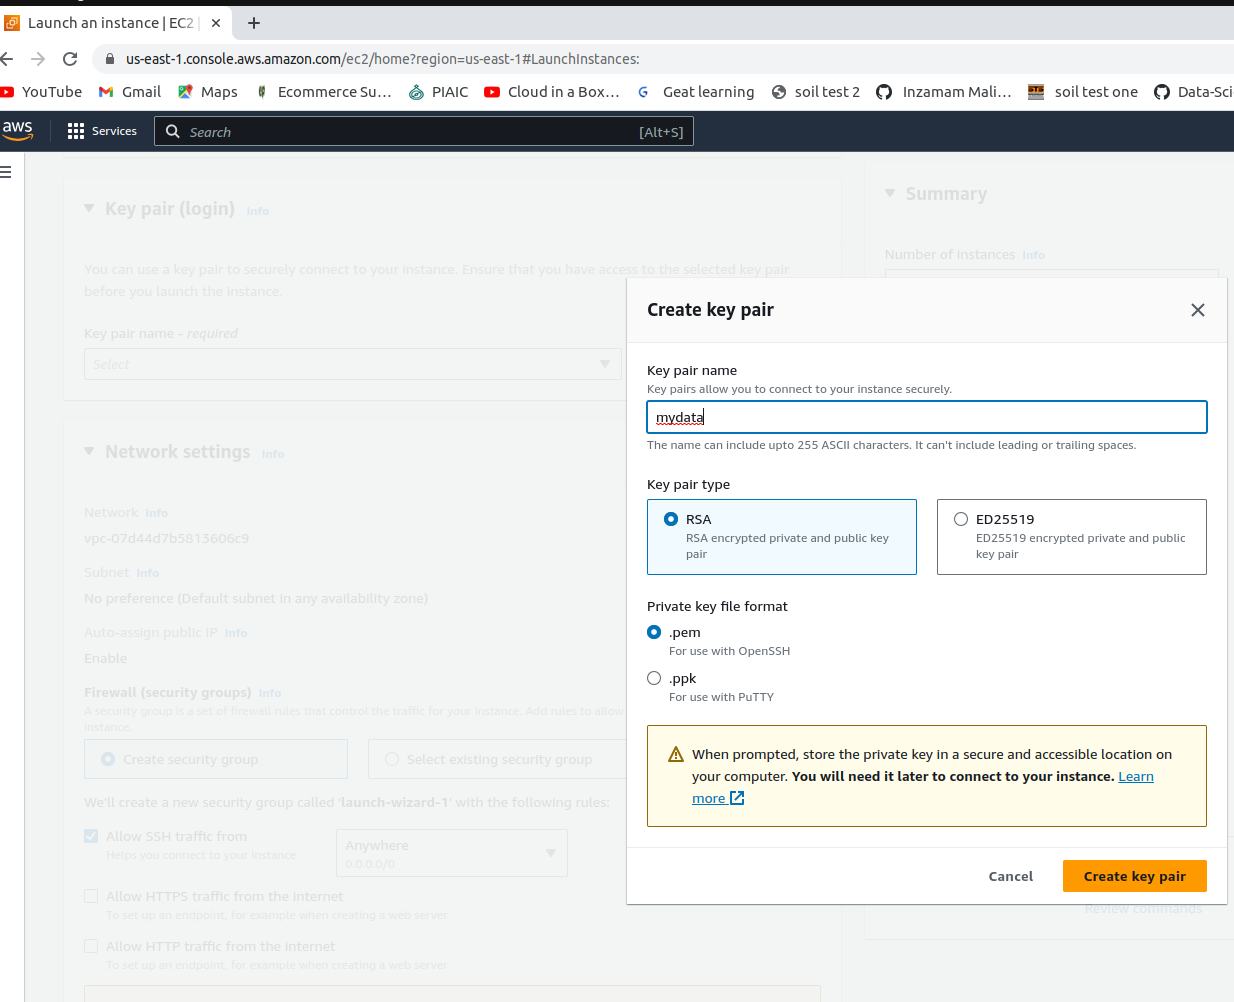 Launch an instance | EC2
us-east-1.console.aws.amazon.com/ec2/home?region=us-east-1#LaunchInstances:
YouTube Gmail Maps Ecommerce Su... PIAIC Cloud in a Box... Geat learning soil test 2 Inzamam Mali... soil test one Data-Sci
aws Services Search [Alt+S]
Key pair (login) Info
You can use a key pair to securely connect to your instance. Ensure that you have access to the selected key pair
before you launch the instance.
Key pair name - required
Select
Network settings Info
Network Info
vpc-07d44d7b5813606c9
Subnet Info
No preference (Default subnet in any availability zone)
Auto-assign public IP Info
Enable
Firewall (security groups) Info
A security group is a set of firewall rules that control the traffic for your instance. Add rules to allow
instance.
Create security group Select existing security group
We'll create a new security group called 'launch-wizard-1' with the following rules:
Allow SSH traffic from
Helps you connect to your instance
Anywhere
0.0.0.0/0
Allow HTTPS traffic from the internet
To set up an endpoint, for example when creating a web server
Allow HTTP traffic from the internet
To set up an endpoint, for example when creating a web server
Summary
Number of instances Info
Create key pair
Key pair name
Key pairs allow you to connect to your instance securely.
mydata
The name can include upto 255 ASCII characters. It can't include leading or trailing spaces.
Key pair type
RSA
RSA encrypted private and public key
pair
ED25519
ED25519 encrypted private and public
key pair
Private key file format
.pem
For use with OpenSSH
.ppk
For use with PuTTY
When prompted, store the private key in a secure and accessible location on
your computer. You will need it later to connect to your instance. Learn
more
Cancel Create key pair
Review commands